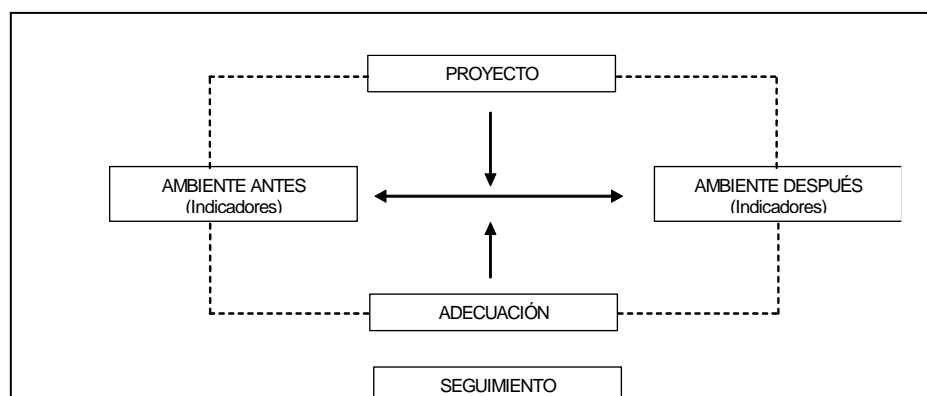 PROYECTO
AMBIENTE ANTES
(Indicadores)
AMBIENTE DESPUÉS
(Indicadores)
ADECUACIÓN
SEGUIMIENTO